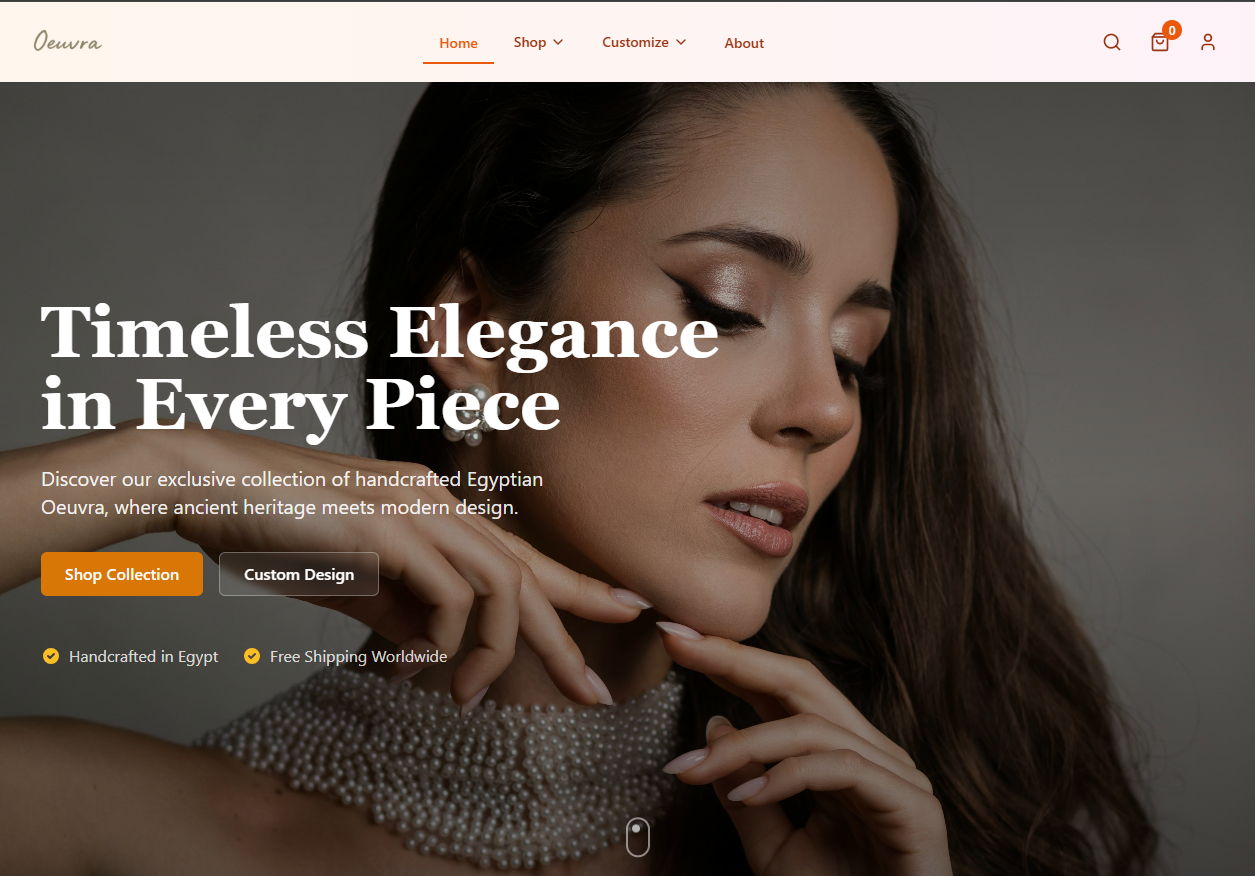 Oeuvra
Home
Shop
Customize
About
0
Timeless Elegance
in Every Piece
Discover our exclusive collection of handcrafted Egyptian
Oeuvra, where ancient heritage meets modern design.
Shop Collection
Custom Design
Handcrafted in Egypt
Free Shipping Worldwide